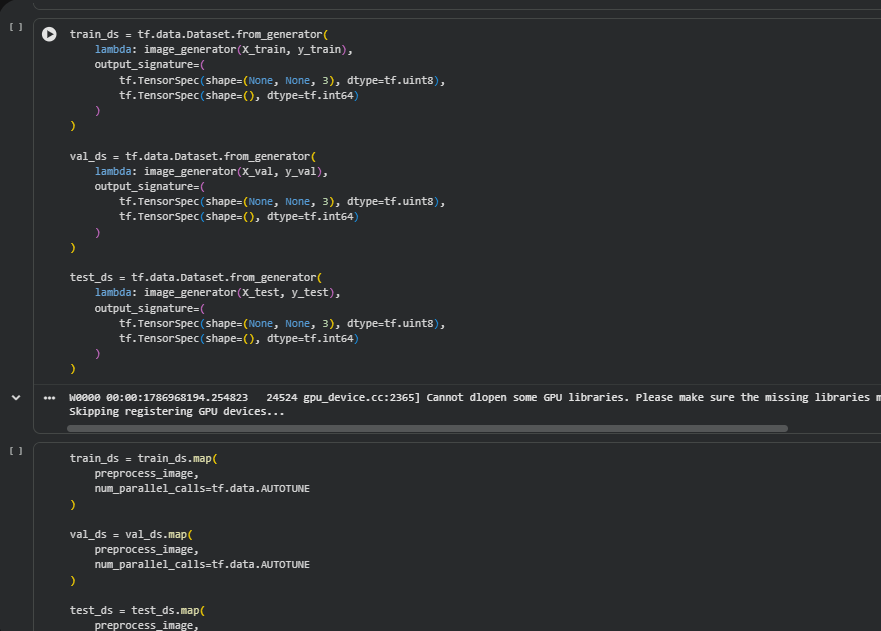 [ ]
train_ds = tf.data.Dataset.from_generator(
    lambda: image_generator(X_train, y_train),
    output_signature=(
        tf.TensorSpec(shape=(None, None, 3), dtype=tf.uint8),
        tf.TensorSpec(shape=(), dtype=tf.int64)
    )
)

val_ds = tf.data.Dataset.from_generator(
    lambda: image_generator(X_val, y_val),
    output_signature=(
        tf.TensorSpec(shape=(None, None, 3), dtype=tf.uint8),
        tf.TensorSpec(shape=(), dtype=tf.int64)
    )
)

test_ds = tf.data.Dataset.from_generator(
    lambda: image_generator(X_test, y_test),
    output_signature=(
        tf.TensorSpec(shape=(None, None, 3), dtype=tf.uint8),
        tf.TensorSpec(shape=(), dtype=tf.int64)
    )
)
W0000 00:00:1786968194.254823   24524 gpu_device.cc:2365] Cannot dlopen some GPU libraries. Please make sure the missing libraries
Skipping registering GPU devices...
[ ]
train_ds = train_ds.map(
    preprocess_image,
    num_parallel_calls=tf.data.AUTOTUNE
)

val_ds = val_ds.map(
    preprocess_image,
    num_parallel_calls=tf.data.AUTOTUNE
)

test_ds = test_ds.map(
    preprocess_image,